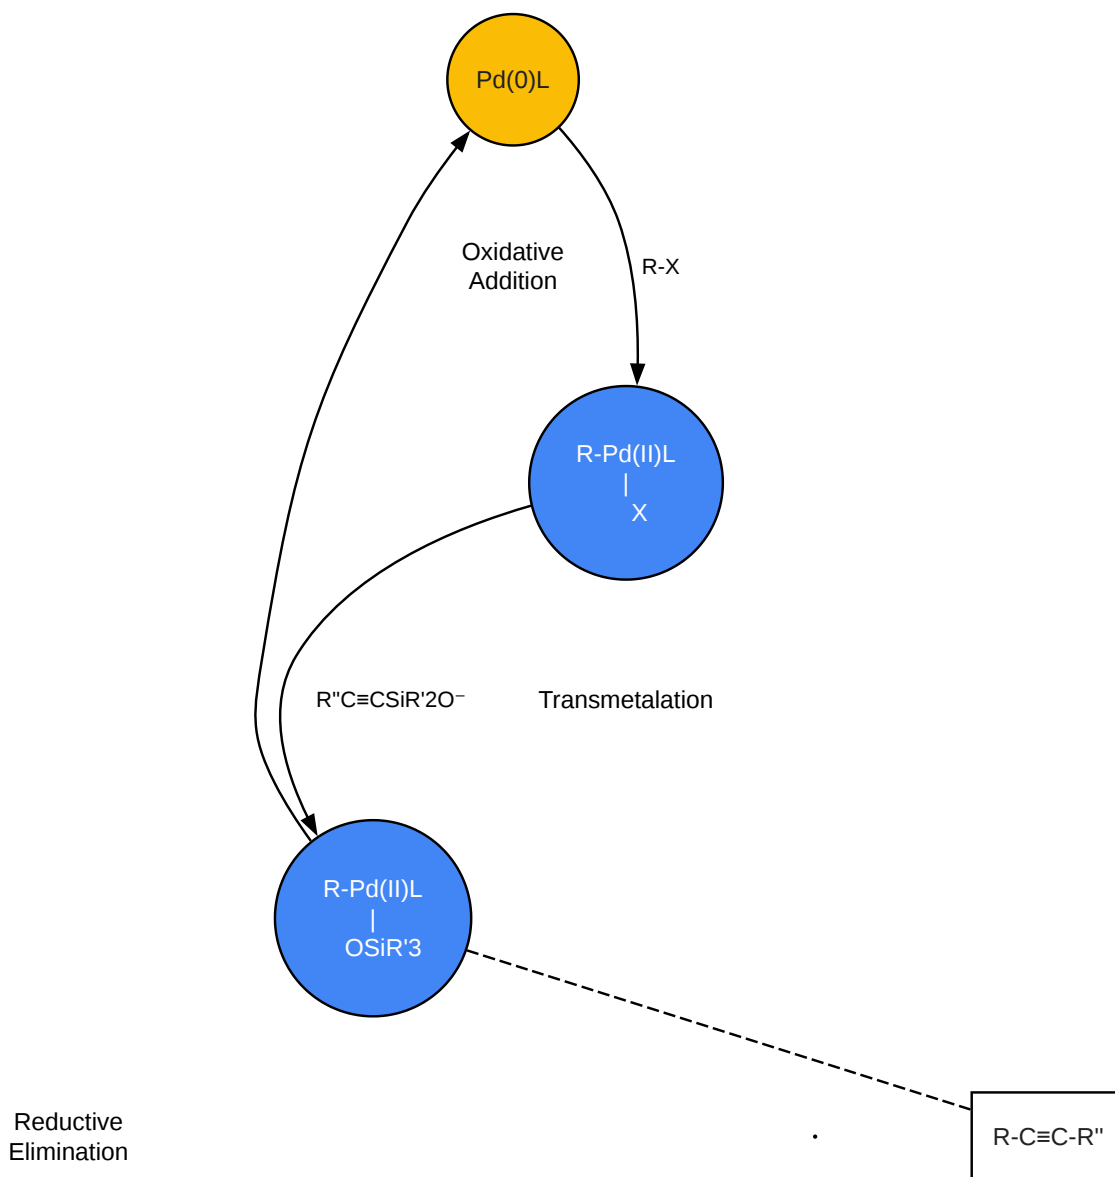 Pd(0)L
Oxidative
Addition
R-X
R-Pd(II)L
|
X
R"C≡CSiR'2O⁻
Transmetalation
R-Pd(II)L
|
OSiR'3
Reductive
Elimination
R-C≡C-R"